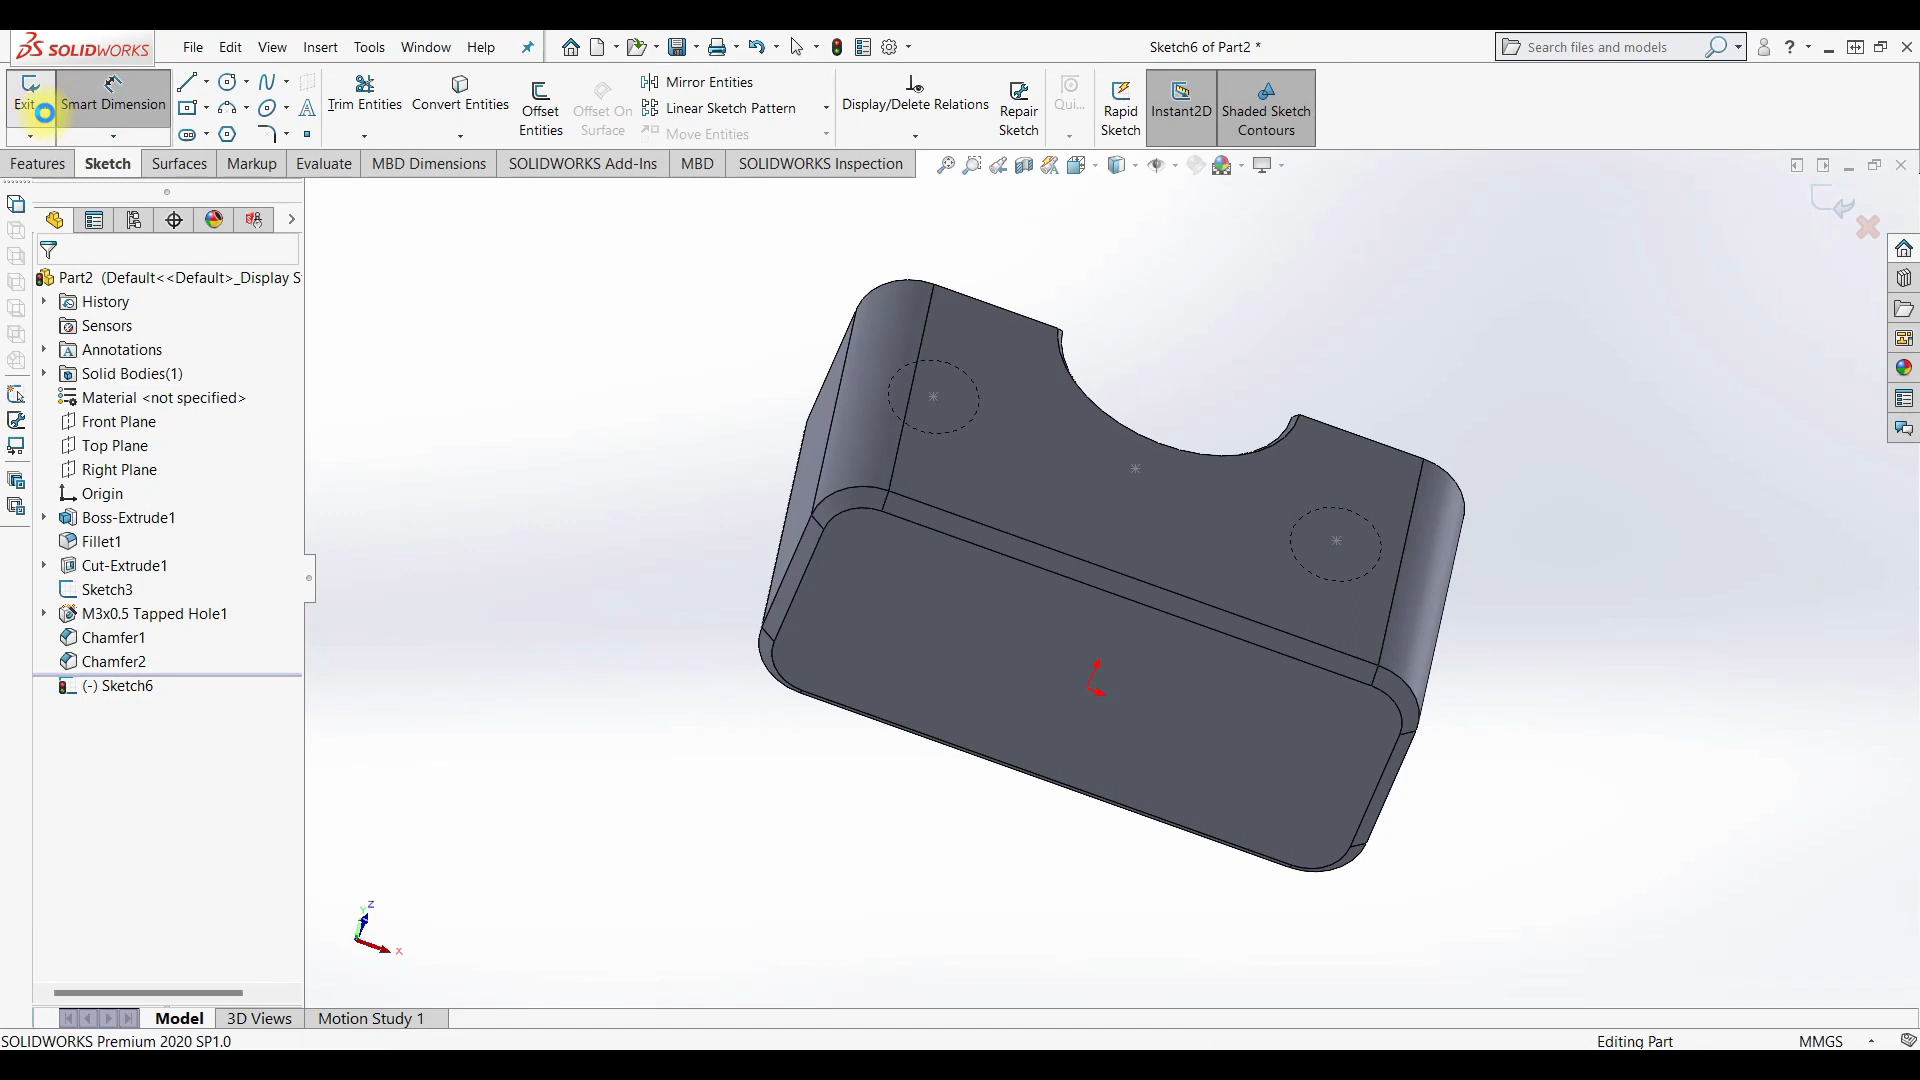 SOLIDWORKS
File Edit View Insert Tools Window Help
Sketch6 of Part2 *
Search files and models
Exit
Smart Dimension
Trim Entities
Convert Entities
Offset Entities
Offset On Surface
Mirror Entities
Linear Sketch Pattern
Move Entities
Display/Delete Relations
Repair Sketch
Qui...
Rapid Sketch
Instant2D
Shaded Sketch Contours
Features Sketch Surfaces Markup Evaluate MBD Dimensions SOLIDWORKS Add-Ins MBD SOLIDWORKS Inspection
Part2 (Default<<Default>_Display S
History
Sensors
Annotations
Solid Bodies(1)
Material <not specified>
Front Plane
Top Plane
Right Plane
Origin
Boss-Extrude1
Fillet1
Cut-Extrude1
Sketch3
M3x0.5 Tapped Hole1
Chamfer1
Chamfer2
(-) Sketch6
Z
Y
X
Model 3D Views Motion Study 1
SOLIDWORKS Premium 2020 SP1.0
Editing Part
MMGS